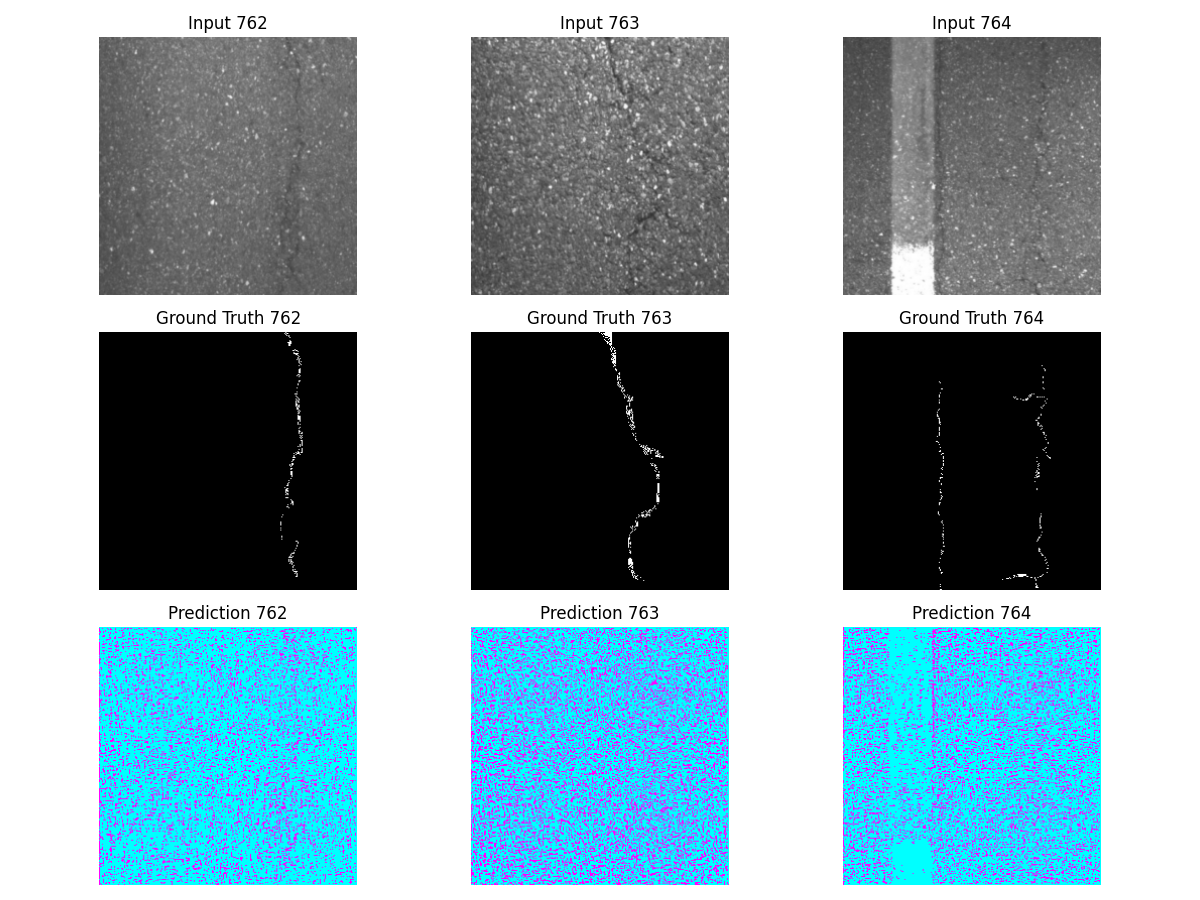 Input 762
Input 763
Input 764
Ground Truth 762
Ground Truth 763
Ground Truth 764
Prediction 762
Prediction 763
Prediction 764